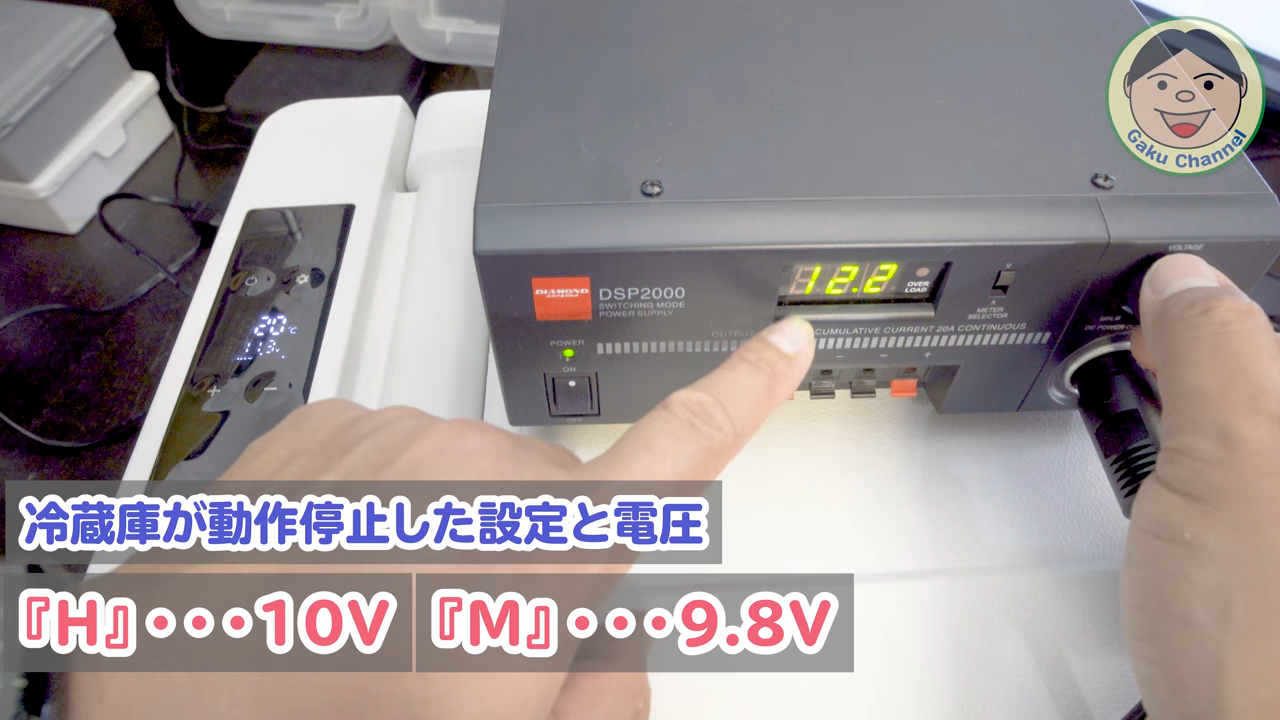 Gaku Channel
VOLTAGE
DIAMOND
ANTENNA
DSP2000
SWITCHING MODE
POWER SUPPLY
12.2
OVER
LOAD
V
A
METER
SELECTOR
OUTPUT
CUMULATIVE CURRENT 20A CONTINUOUS
POWER
ON
OFF
20℃
冷蔵庫が動作停止した設定と電圧
『H』・・・10V
『M』・・・9.8V